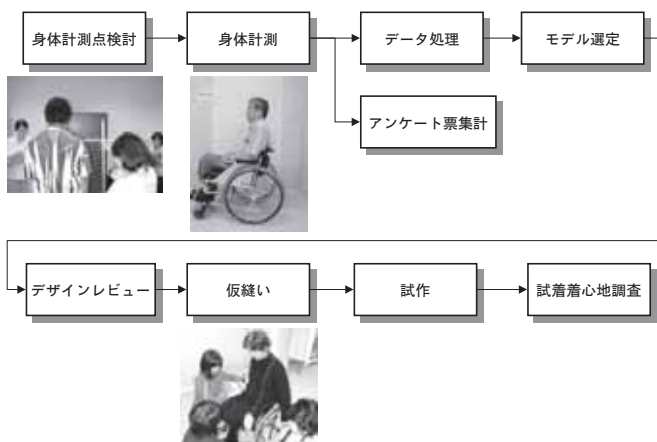 身体計測点検討
身体計測
データ処理
モデル選定
アンケート票集計
デザインレビュー
仮縫い
試作
試着着心地調査